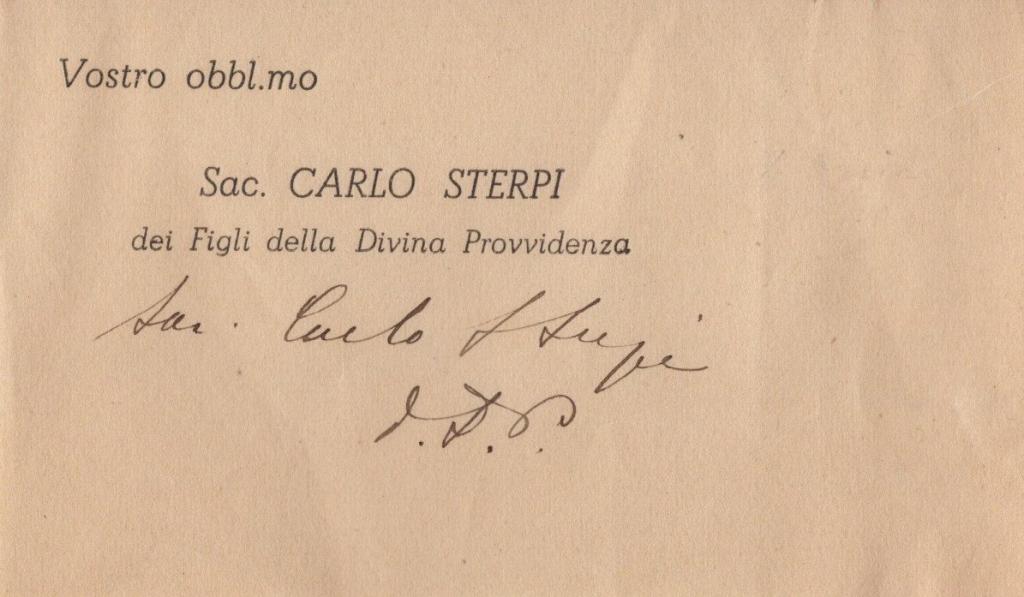 Vostro obbl.mo
Sac. CARLO STERPI
dei Figli della Divina Provvidenza
Sac. Carlo Sterpi
d. D. P.